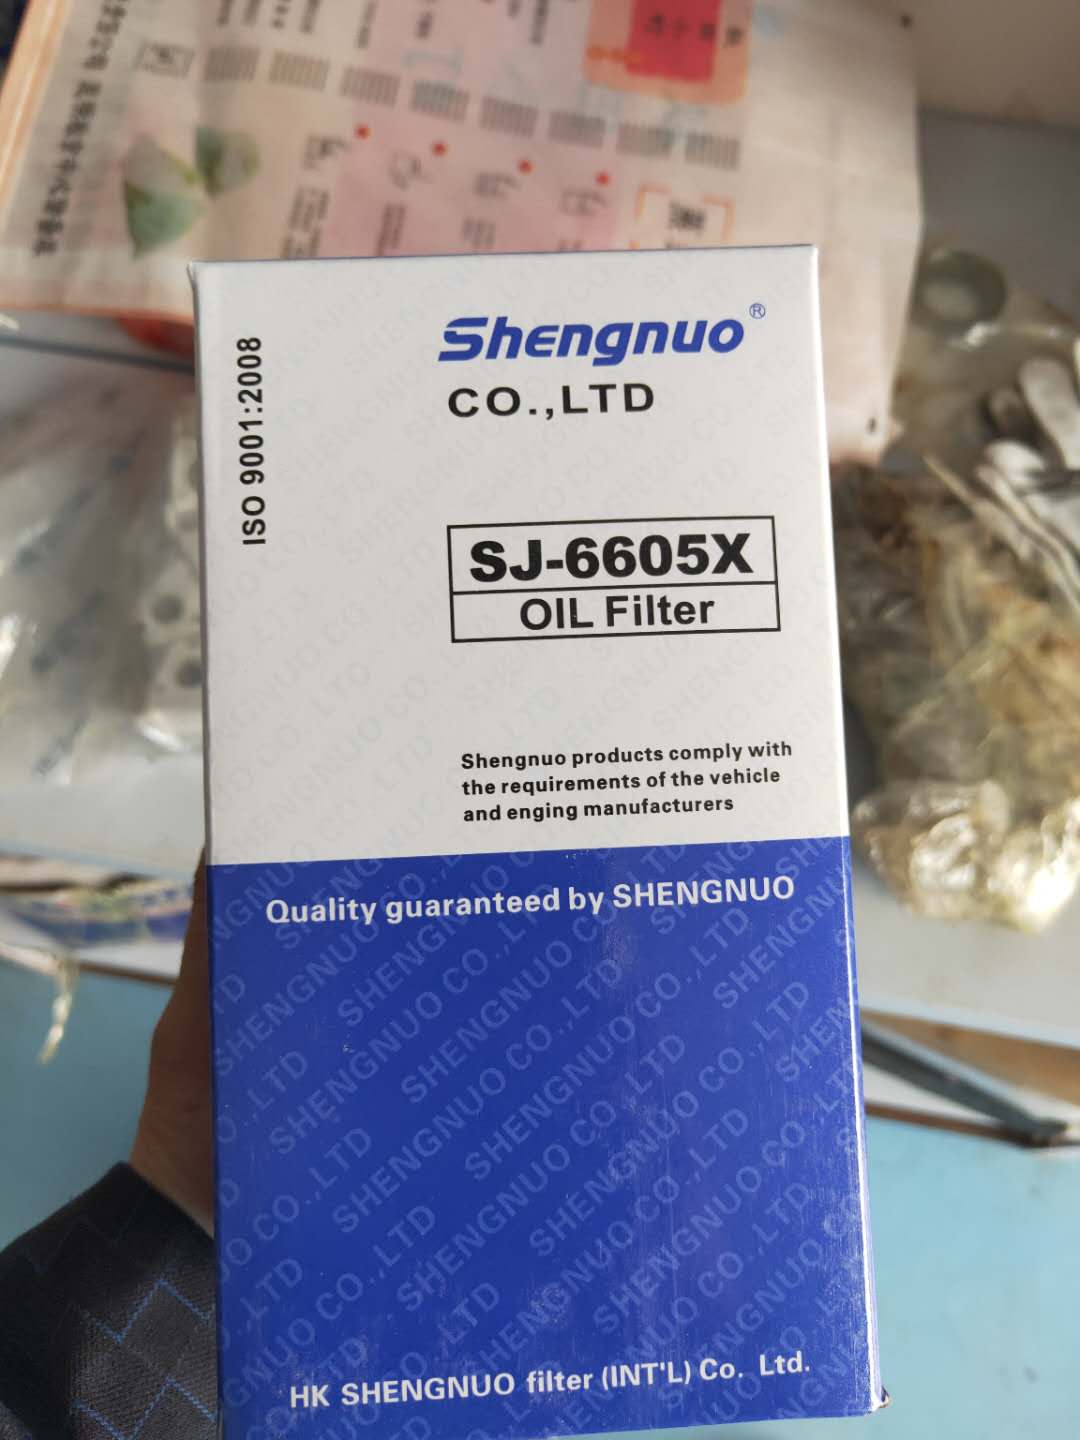 Shengnuo®
CO.,LTD
ISO 9001:2008
SJ-6605X
OIL Filter
Shengnuo products comply with
the requirements of the vehicle
and enging manufacturers
Quality guaranteed by SHENGNUO
HK SHENGNUO filter (INT'L) Co. Ltd.